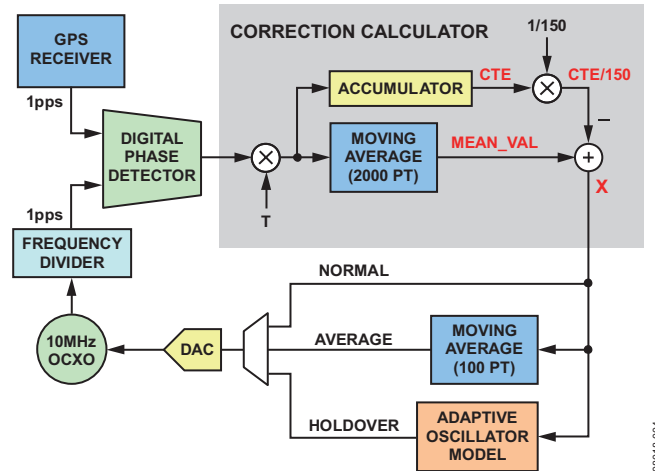 GPS
RECEIVER
1pps
DIGITAL
PHASE
DETECTOR
1pps
FREQUENCY
DIVIDER
10MHz
OCXO
CORRECTION CALCULATOR
1/150
ACCUMULATOR
CTE
CTE/150
MOVING
AVERAGE
(2000 PT)
MEAN_VAL
–
+
X
T
NORMAL
DAC
AVERAGE
MOVING
AVERAGE
(100 PT)
HOLDOVER
ADAPTIVE
OSCILLATOR
MODEL